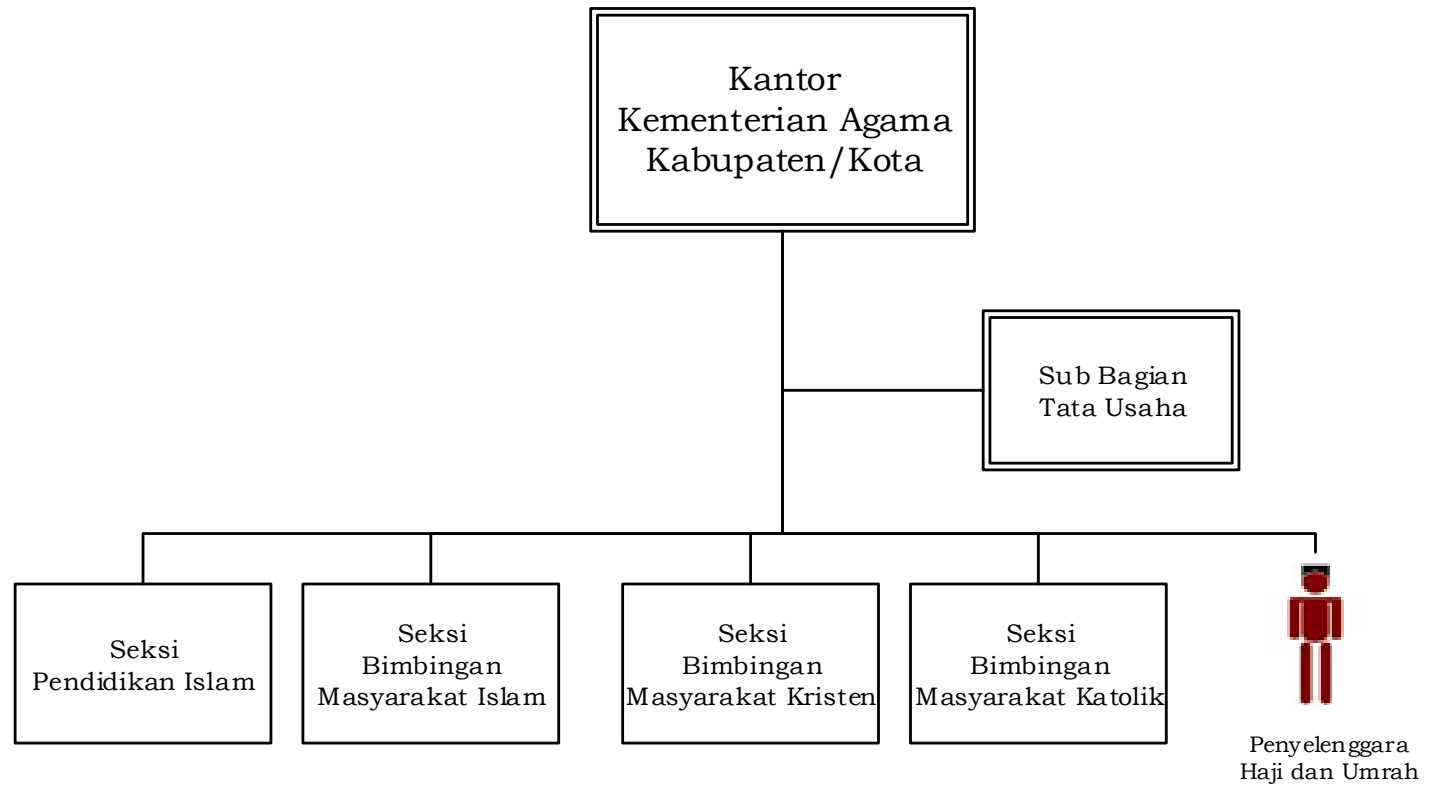 Kantor
Kementerian Agama
Kabupaten/Kota
Sub Bagian
Tata Usaha
Seksi
Pendidikan Islam
Seksi
Bimbingan
Masyarakat Islam
Seksi
Bimbingan
Masyarakat Kristen
Seksi
Bimbingan
Masyarakat Katolik
Penyelenggara
Haji dan Umrah